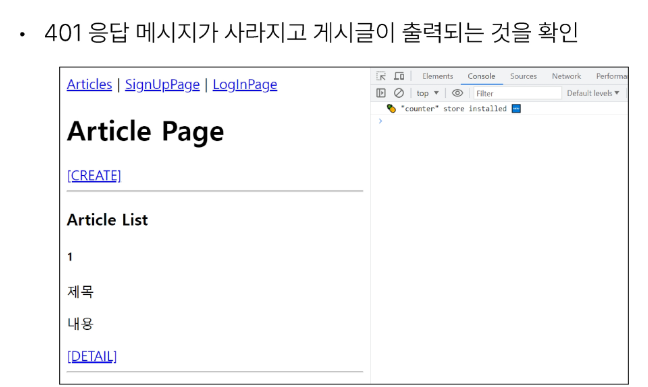 • 401 응답 메시지가 사라지고 게시글이 출력되는 것을 확인
Articles | SignUpPage | LogInPage
Article Page
[CREATE]
Article List
1
제목
내용
[DETAIL]
Elements Console Sources Network Performa
top ▼ Filter Default levels ▼
🍍 "counter" store installed 🆕
>